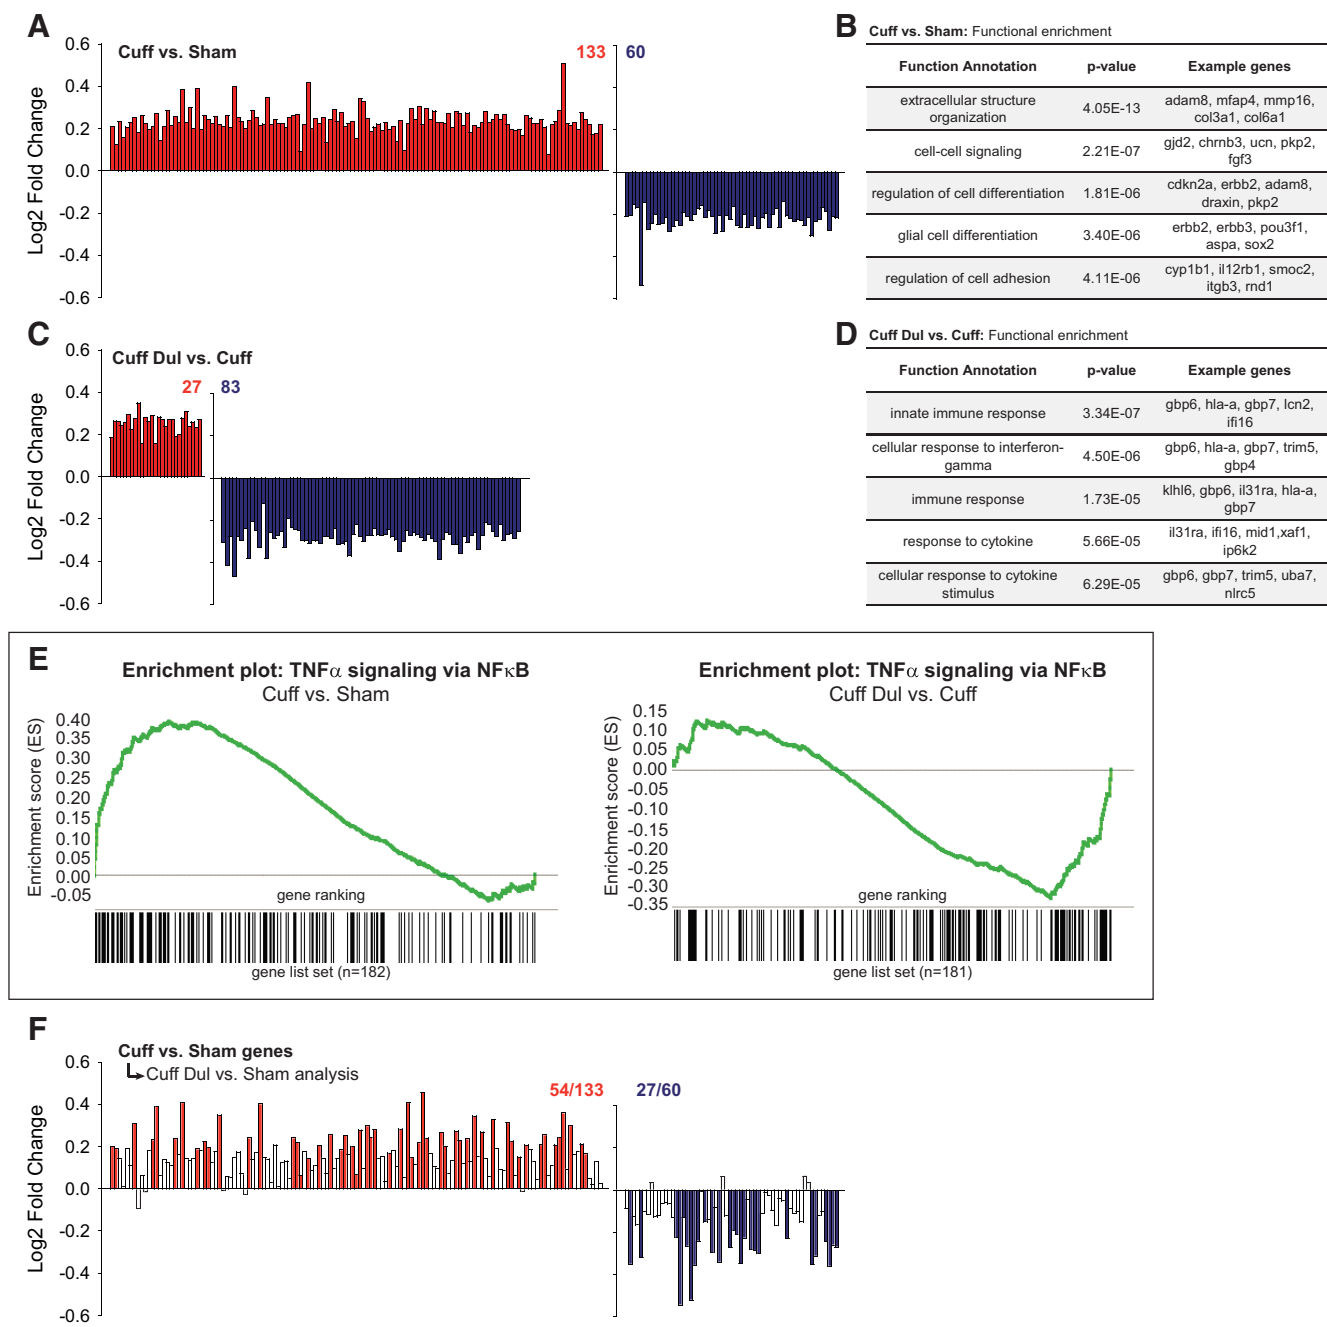 A
Cuff vs. Sham
133
60
Log2 Fold Change
0.6
0.4
0.2
0.0
-0.2
-0.4
-0.6
B
Cuff vs. Sham: Functional enrichment
Function Annotation p-value Example genes
extracellular structure organization 4.05E-13 adam8, mfap4, mmp16, col3a1, col6a1
cell-cell signaling 2.21E-07 gjd2, chrnb3, ucn, pkp2, fgf3
regulation of cell differentiation 1.81E-06 cdkn2a, erbb2, adam8, draxin, pkp2
glial cell differentiation 3.40E-06 erbb2, erbb3, pou3f1, aspa, sox2
regulation of cell adhesion 4.11E-06 cyp1b1, il12rb1, smoc2, itgb3, rnd1
C
Cuff Dul vs. Cuff
27
83
Log2 Fold Change
0.6
0.4
0.2
0.0
-0.2
-0.4
-0.6
D
Cuff Dul vs. Cuff: Functional enrichment
Function Annotation p-value Example genes
innate immune response 3.34E-07 gbp6, hla-a, gbp7, lcn2, ifi16
cellular response to interferon-gamma 4.50E-06 gbp6, hla-a, gbp7, trim5, gbp4
immune response 1.73E-05 klhl6, gbp6, il31ra, hla-a, gbp7
response to cytokine 5.66E-05 il31ra, ifi16, mid1,xaf1, ip6k2
cellular response to cytokine stimulus 6.29E-05 gbp6, gbp7, trim5, uba7, nlrc5
E
Enrichment plot: TNFα signaling via NFκB
Cuff vs. Sham
Enrichment score (ES)
0.40
0.35
0.30
0.25
0.20
0.15
0.10
0.05
0.00
-0.05
gene ranking
gene list set (n=182)
Enrichment plot: TNFα signaling via NFκB
Cuff Dul vs. Cuff
Enrichment score (ES)
0.15
0.10
0.05
0.00
-0.05
-0.10
-0.15
-0.20
-0.25
-0.30
-0.35
gene ranking
gene list set (n=181)
F
Cuff vs. Sham genes
Cuff Dul vs. Sham analysis
54/133
27/60
Log2 Fold Change
0.6
0.4
0.2
0.0
-0.2
-0.4
-0.6